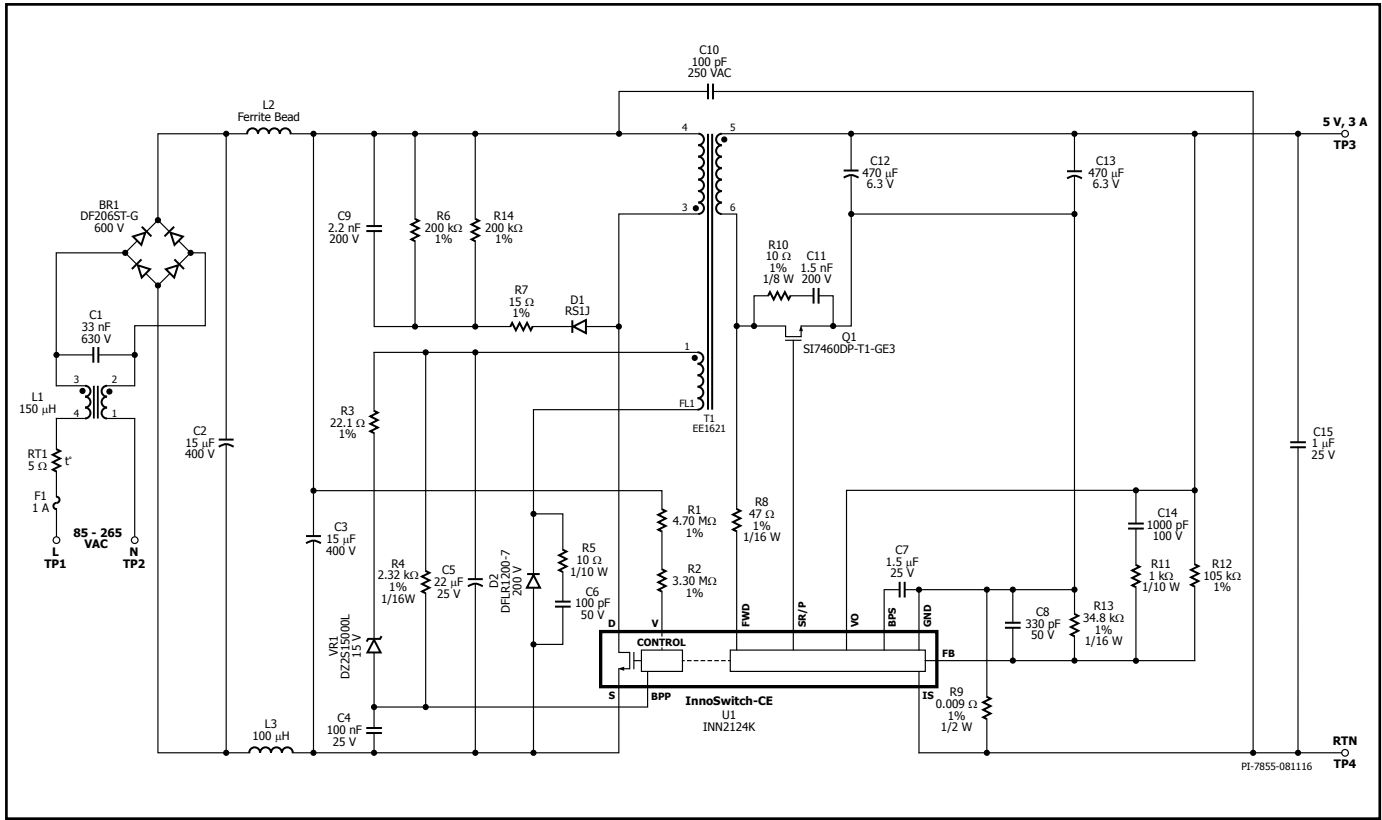 C10
100 pF
250 VAC
L2
Ferrite Bead
4
5
5 V, 3 A
TP3
C12
470 μF
6.3 V
C13
470 μF
6.3 V
BR1
DF206ST-G
600 V
C9
2.2 nF
200 V
R6
200 kΩ
1%
R14
200 kΩ
1%
3
6
R10
10 Ω
1%
1/8 W
C11
1.5 nF
200 V
R7
15 Ω
1%
D1
RS1J
Q1
SI7460DP-T1-GE3
C1
33 nF
630 V
1
3
2
L1
150 μH
4
1
FL1
T1
EE1621
R3
22.1 Ω
1%
C2
15 μF
400 V
C15
1 μF
25 V
RT1
5 Ω
t°
F1
1 A
85 - 265
VAC
L
TP1
N
TP2
C3
15 μF
400 V
R1
4.70 MΩ
1%
R8
47 Ω
1%
1/16 W
C14
1000 pF
100 V
R4
2.32 kΩ
1%
1/16W
C5
22 μF
25 V
D2
DFLR1200-7
200 V
R5
10 Ω
1/10 W
C6
100 pF
50 V
R2
3.30 MΩ
1%
C7
1.5 μF
25 V
R11
1 kΩ
1/10 W
R12
105 kΩ
1%
VR1
DZ2S15000L
15 V
D
V
FWD
SR/P
VO
BPS
GND
C8
330 pF
50 V
R13
34.8 kΩ
1%
1/16 W
CONTROL
FB
S
BPP
IS
InnoSwitch-CE
U1
INN2124K
R9
0.009 Ω
1%
1/2 W
L3
100 μH
C4
100 nF
25 V
RTN
TP4
PI-7855-081116